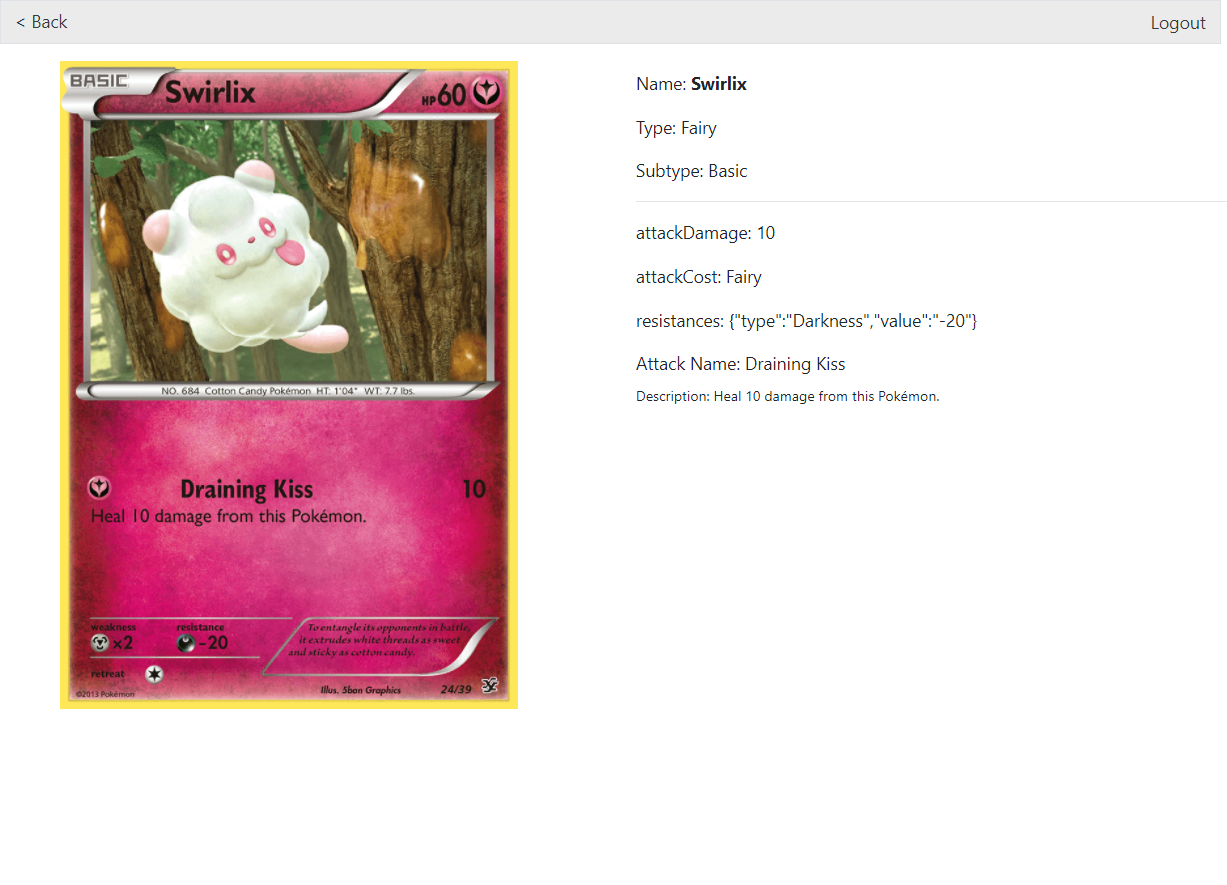 < Back
Logout
BASIC
Swirlix
HP60
NO. 684 Cotton Candy Pokémon HT: 1'04" WT: 7.7 lbs.
Draining Kiss 10
Heal 10 damage from this Pokémon.
weakness resistance
×2 -20
To entangle its opponents in battle,
it extrudes white threads as sweet
and sticky as cotton candy.
retreat
©2013 Pokémon
Illus. 5ban Graphics 24/39
Name: Swirlix
Type: Fairy
Subtype: Basic
attackDamage: 10
attackCost: Fairy
resistances: {"type":"Darkness","value":"-20"}
Attack Name: Draining Kiss
Description: Heal 10 damage from this Pokémon.